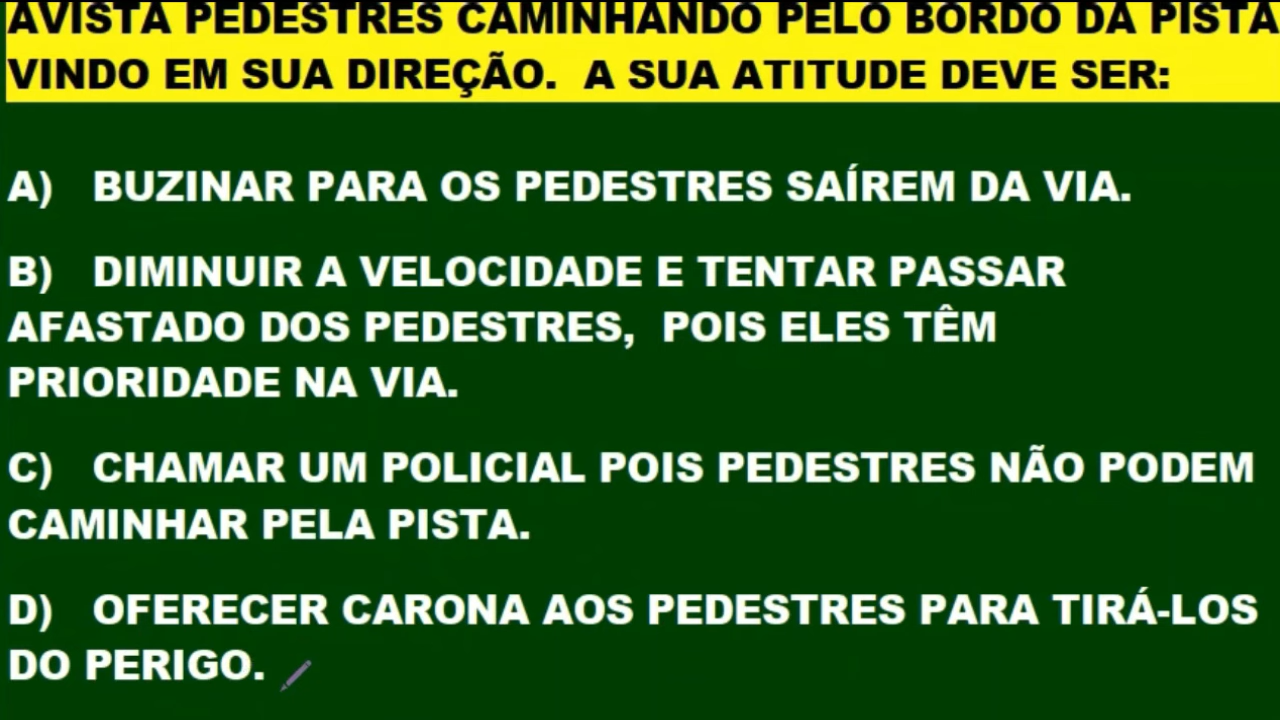 AVISTA PEDESTRES CAMINHANDO PELO BORDO DA PISTA
VINDO EM SUA DIREÇÃO. A SUA ATITUDE DEVE SER:
A) BUZINAR PARA OS PEDESTRES SAÍREM DA VIA.
B) DIMINUIR A VELOCIDADE E TENTAR PASSAR
AFASTADO DOS PEDESTRES, POIS ELES TÊM
PRIORIDADE NA VIA.
C) CHAMAR UM POLICIAL POIS PEDESTRES NÃO PODEM
CAMINHAR PELA PISTA.
D) OFERECER CARONA AOS PEDESTRES PARA TIRÁ-LOS
DO PERIGO.